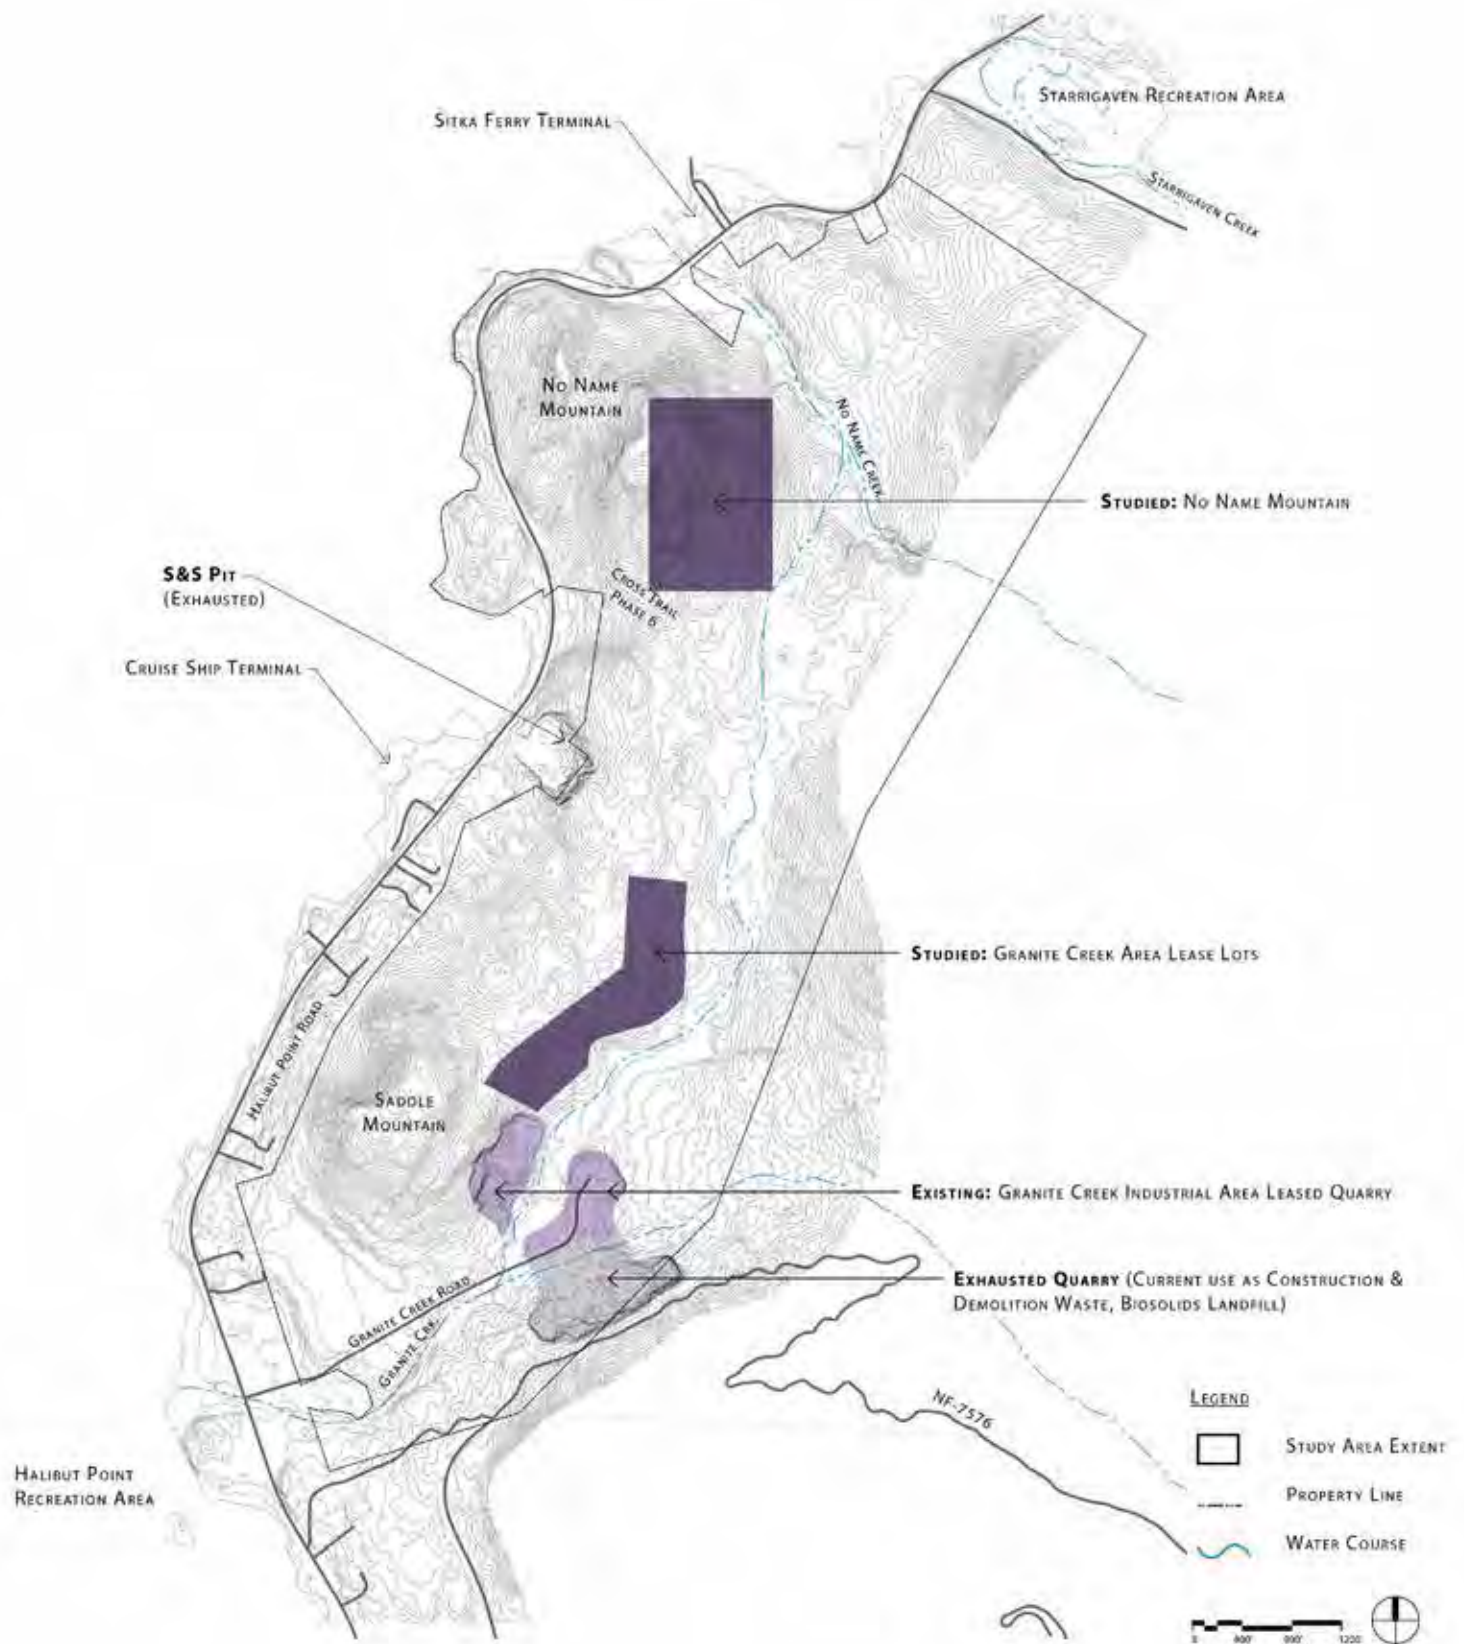 STARRIGAVEN RECREATION AREA
SITKA FERRY TERMINAL
STARRIGAVEN CREEK
NO NAME
MOUNTAIN
NO NAME CREEK
STUDIED: NO NAME MOUNTAIN
S&S PIT
(EXHAUSTED)
CROSS TRAIL
PHASE 6
CRUISE SHIP TERMINAL
STUDIED: GRANITE CREEK AREA LEASE LOTS
HALIBUT POINT ROAD
SADDLE
MOUNTAIN
EXISTING: GRANITE CREEK INDUSTRIAL AREA LEASED QUARRY
EXHAUSTED QUARRY (CURRENT USE AS CONSTRUCTION &
DEMOLITION WASTE, BIOSOLIDS LANDFILL)
GRANITE CREEK ROAD
GRANITE CRK.
NF-7576
HALIBUT POINT
RECREATION AREA
LEGEND
STUDY AREA EXTENT
PROPERTY LINE
WATER COURSE
0 1200'